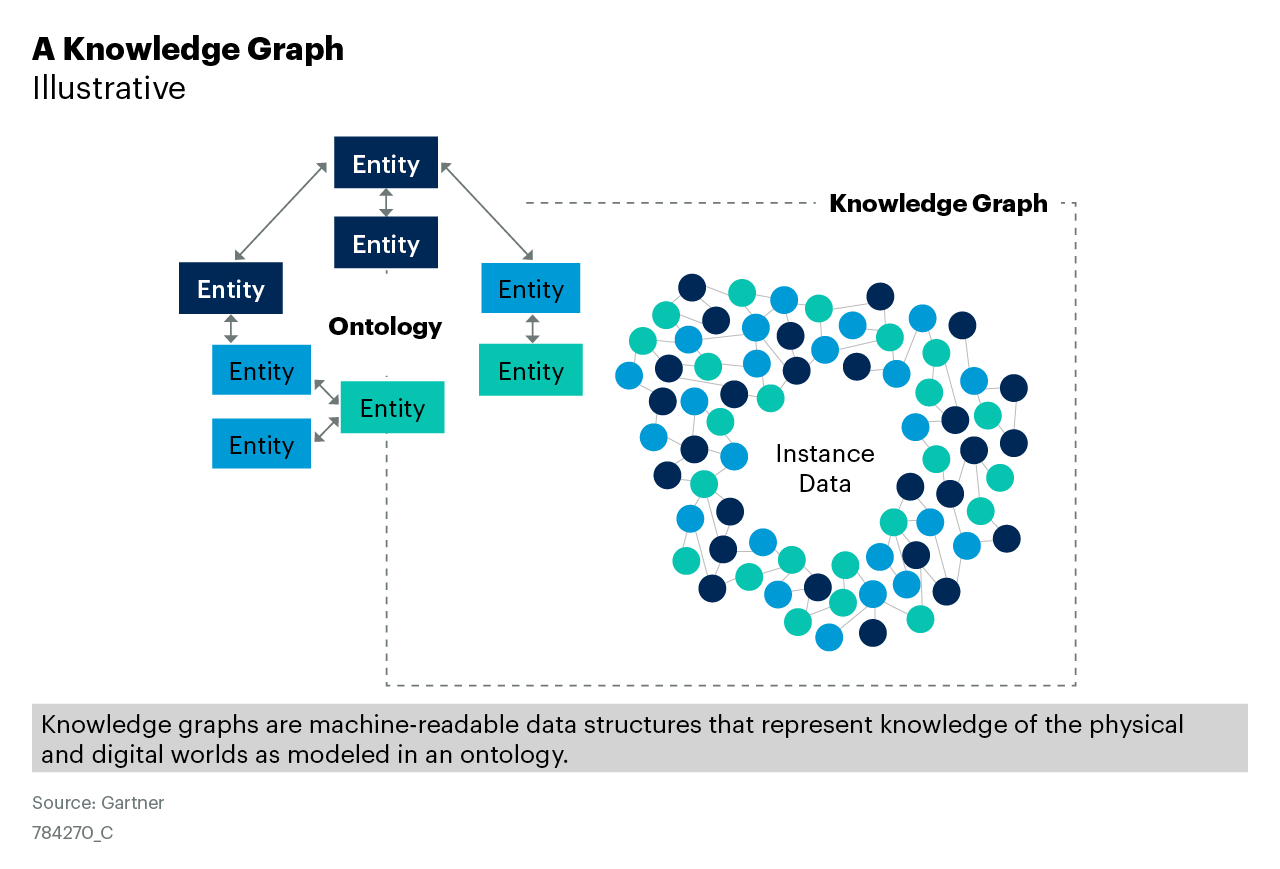 A Knowledge Graph
Illustrative
Entity
Entity
Knowledge Graph
Entity
Entity
Ontology
Entity
Entity
Entity
Entity
Instance
Data
Knowledge graphs are machine-readable data structures that represent knowledge of the physical
and digital worlds as modeled in an ontology.
Source: Gartner
784270_C